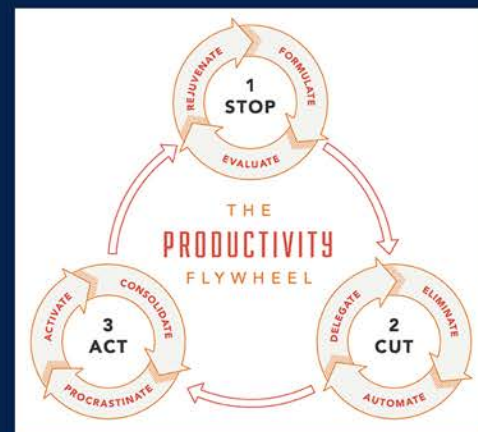 1
STOP
FORMULATE
EVALUATE
REJUVENATE
THE
PRODUCTIVITY
FLYWHEEL
2
CUT
ELIMINATE
AUTOMATE
DELEGATE
3
ACT
CONSOLIDATE
PROCRASTINATE
ACTIVATE